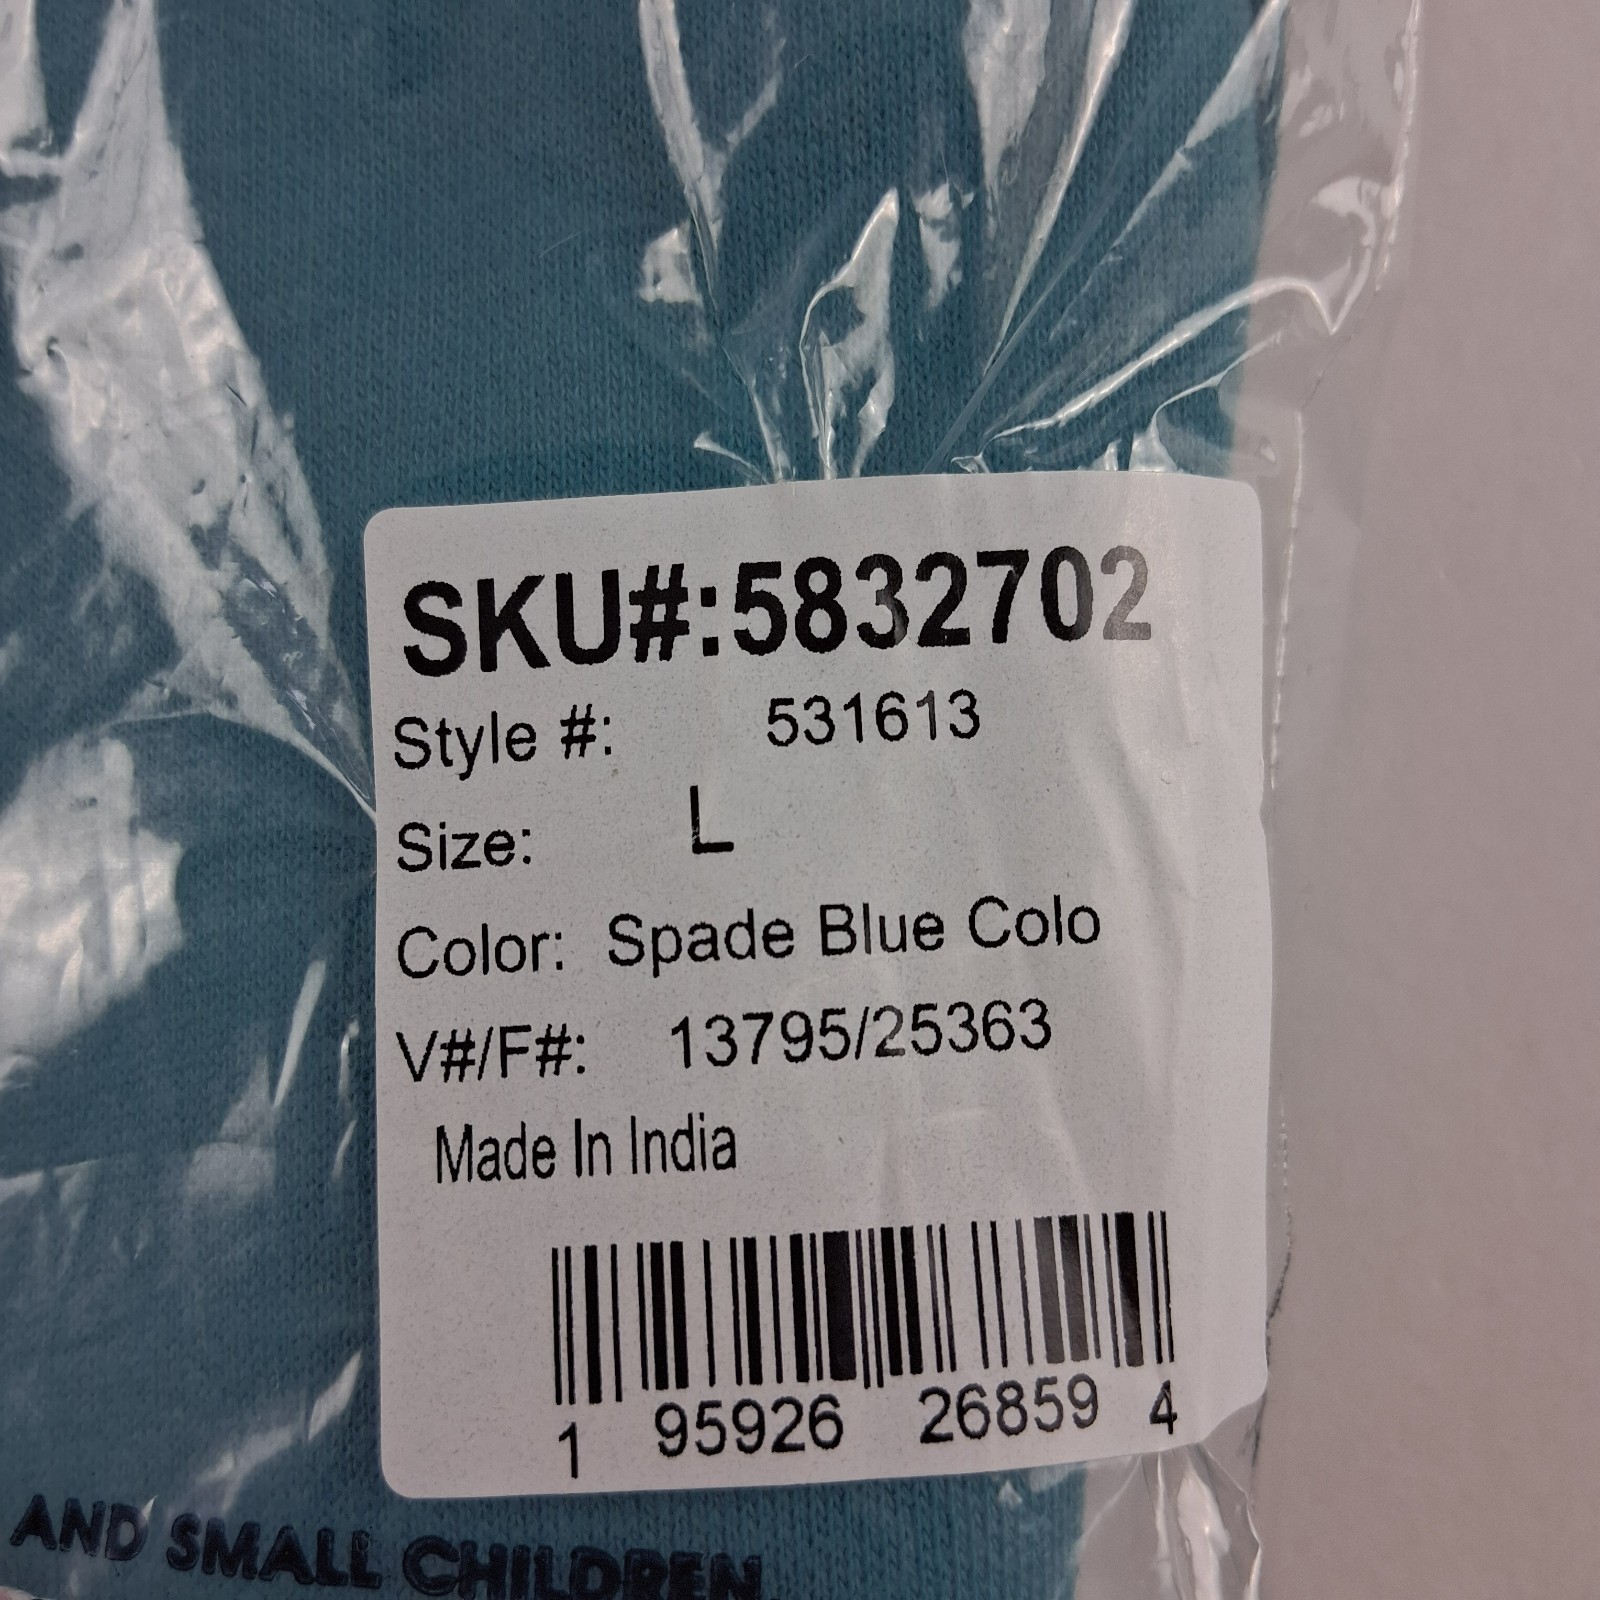 SKU#:5832702
Style #: 531613
Size: L
Color: Spade Blue Colo
V#/F#: 13795/25363
Made In India
1 95926 26859 4
AND SMALL CHILDREN.